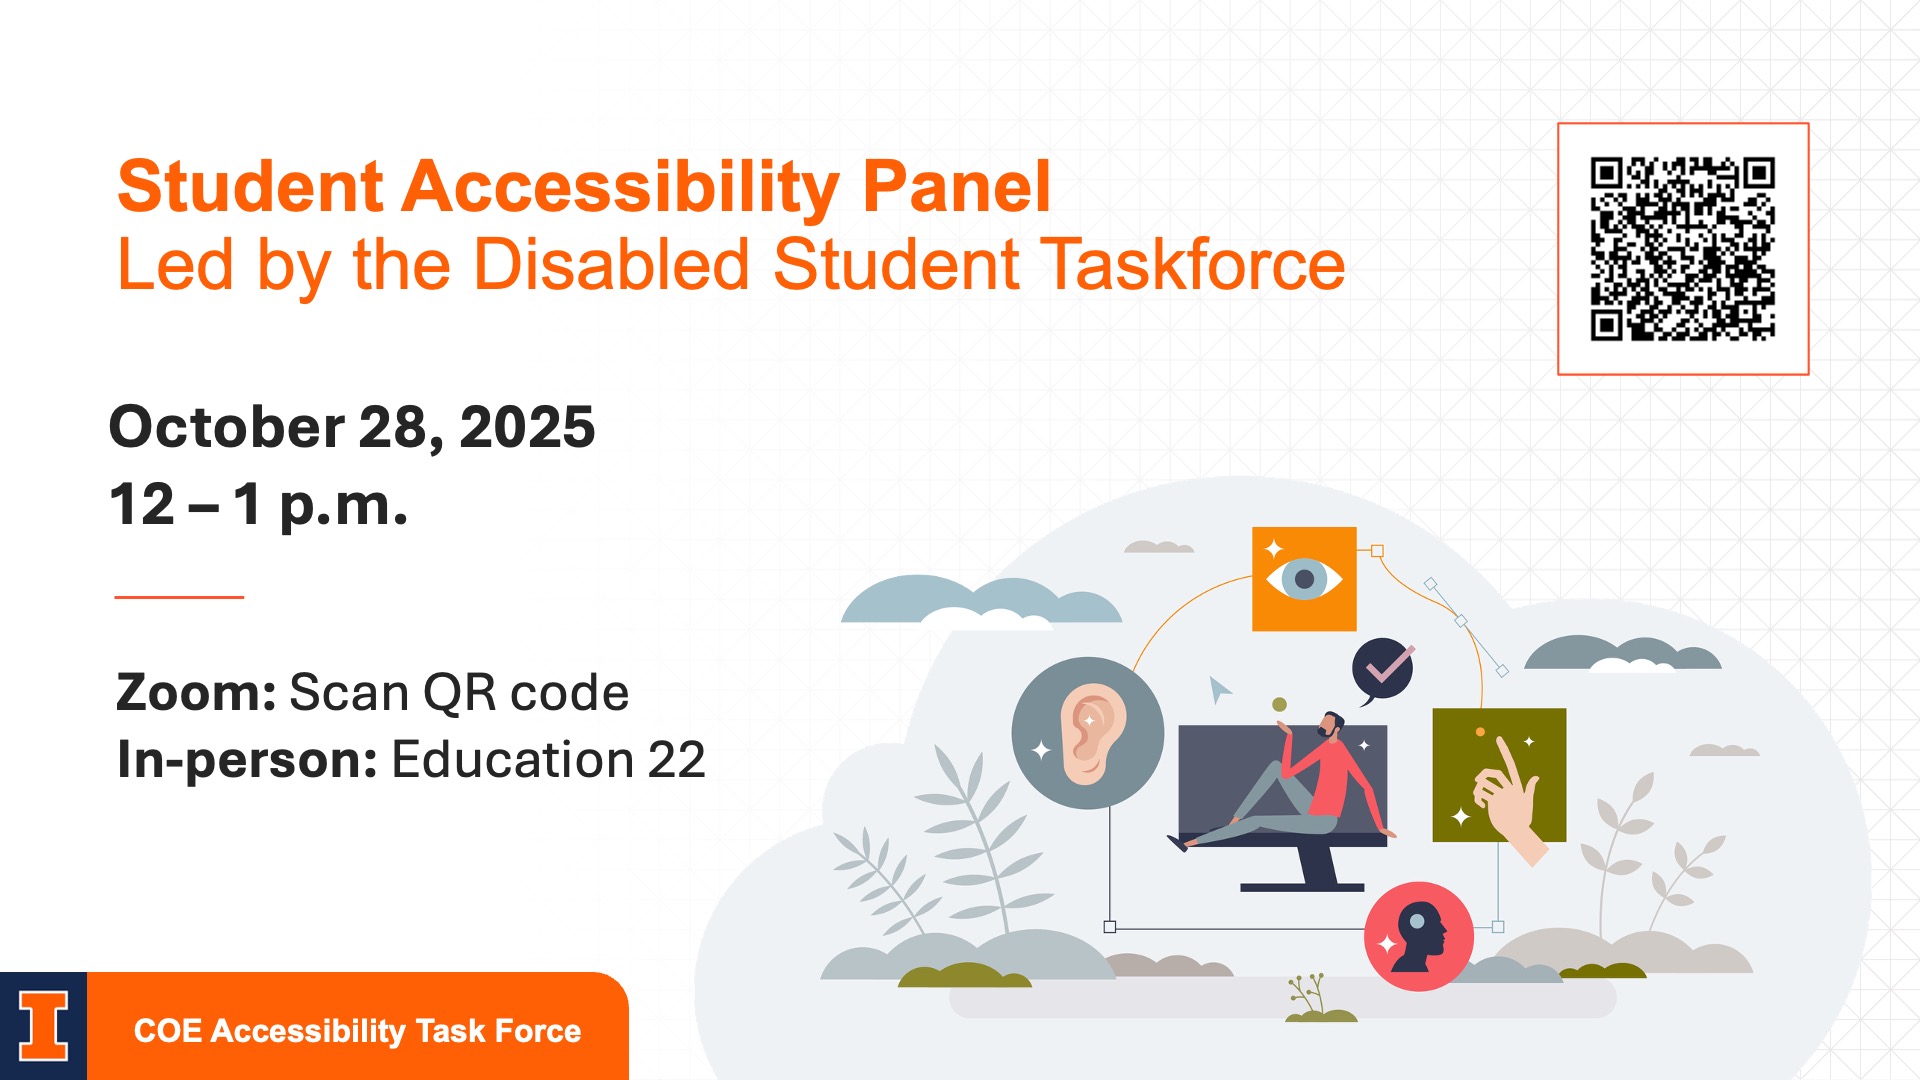 Student Accessibility Panel
Led by the Disabled Student Taskforce
October 28, 2025
12 – 1 p.m.
Zoom: Scan QR code
In-person: Education 22
I
COE Accessibility Task Force